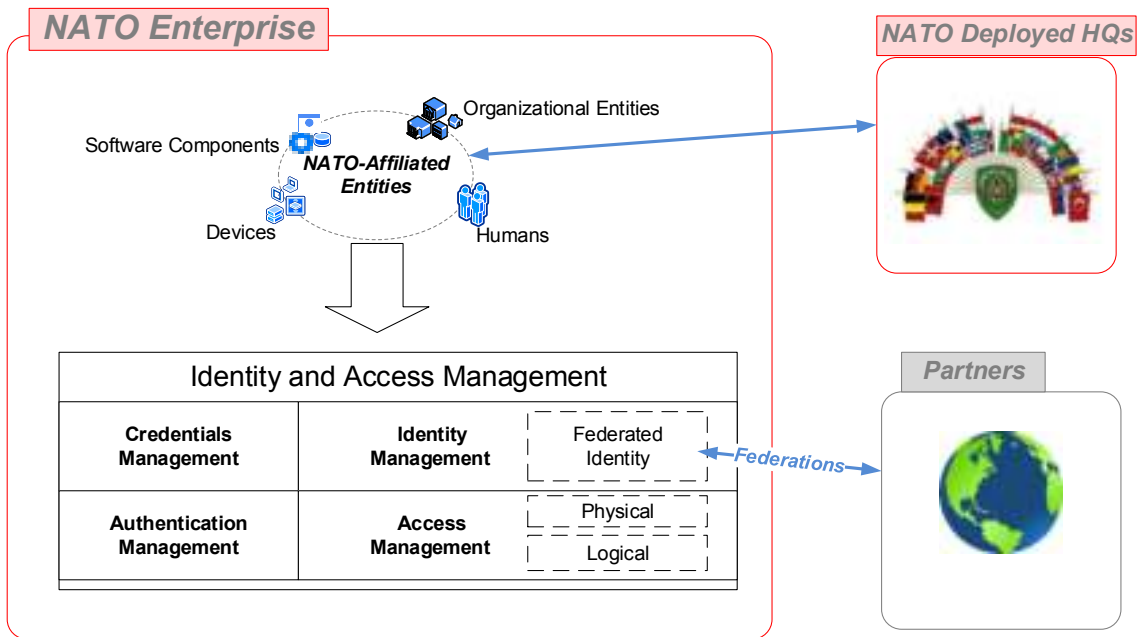 NATO Enterprise
NATO Deployed HQs
Organizational Entities
Software Components
NATO-Affiliated
Entities
Devices
Humans
Identity and Access Management
Partners
Credentials
Management
Identity
Management
Federated
Identity
Federations
Authentication
Management
Access
Management
Physical
Logical